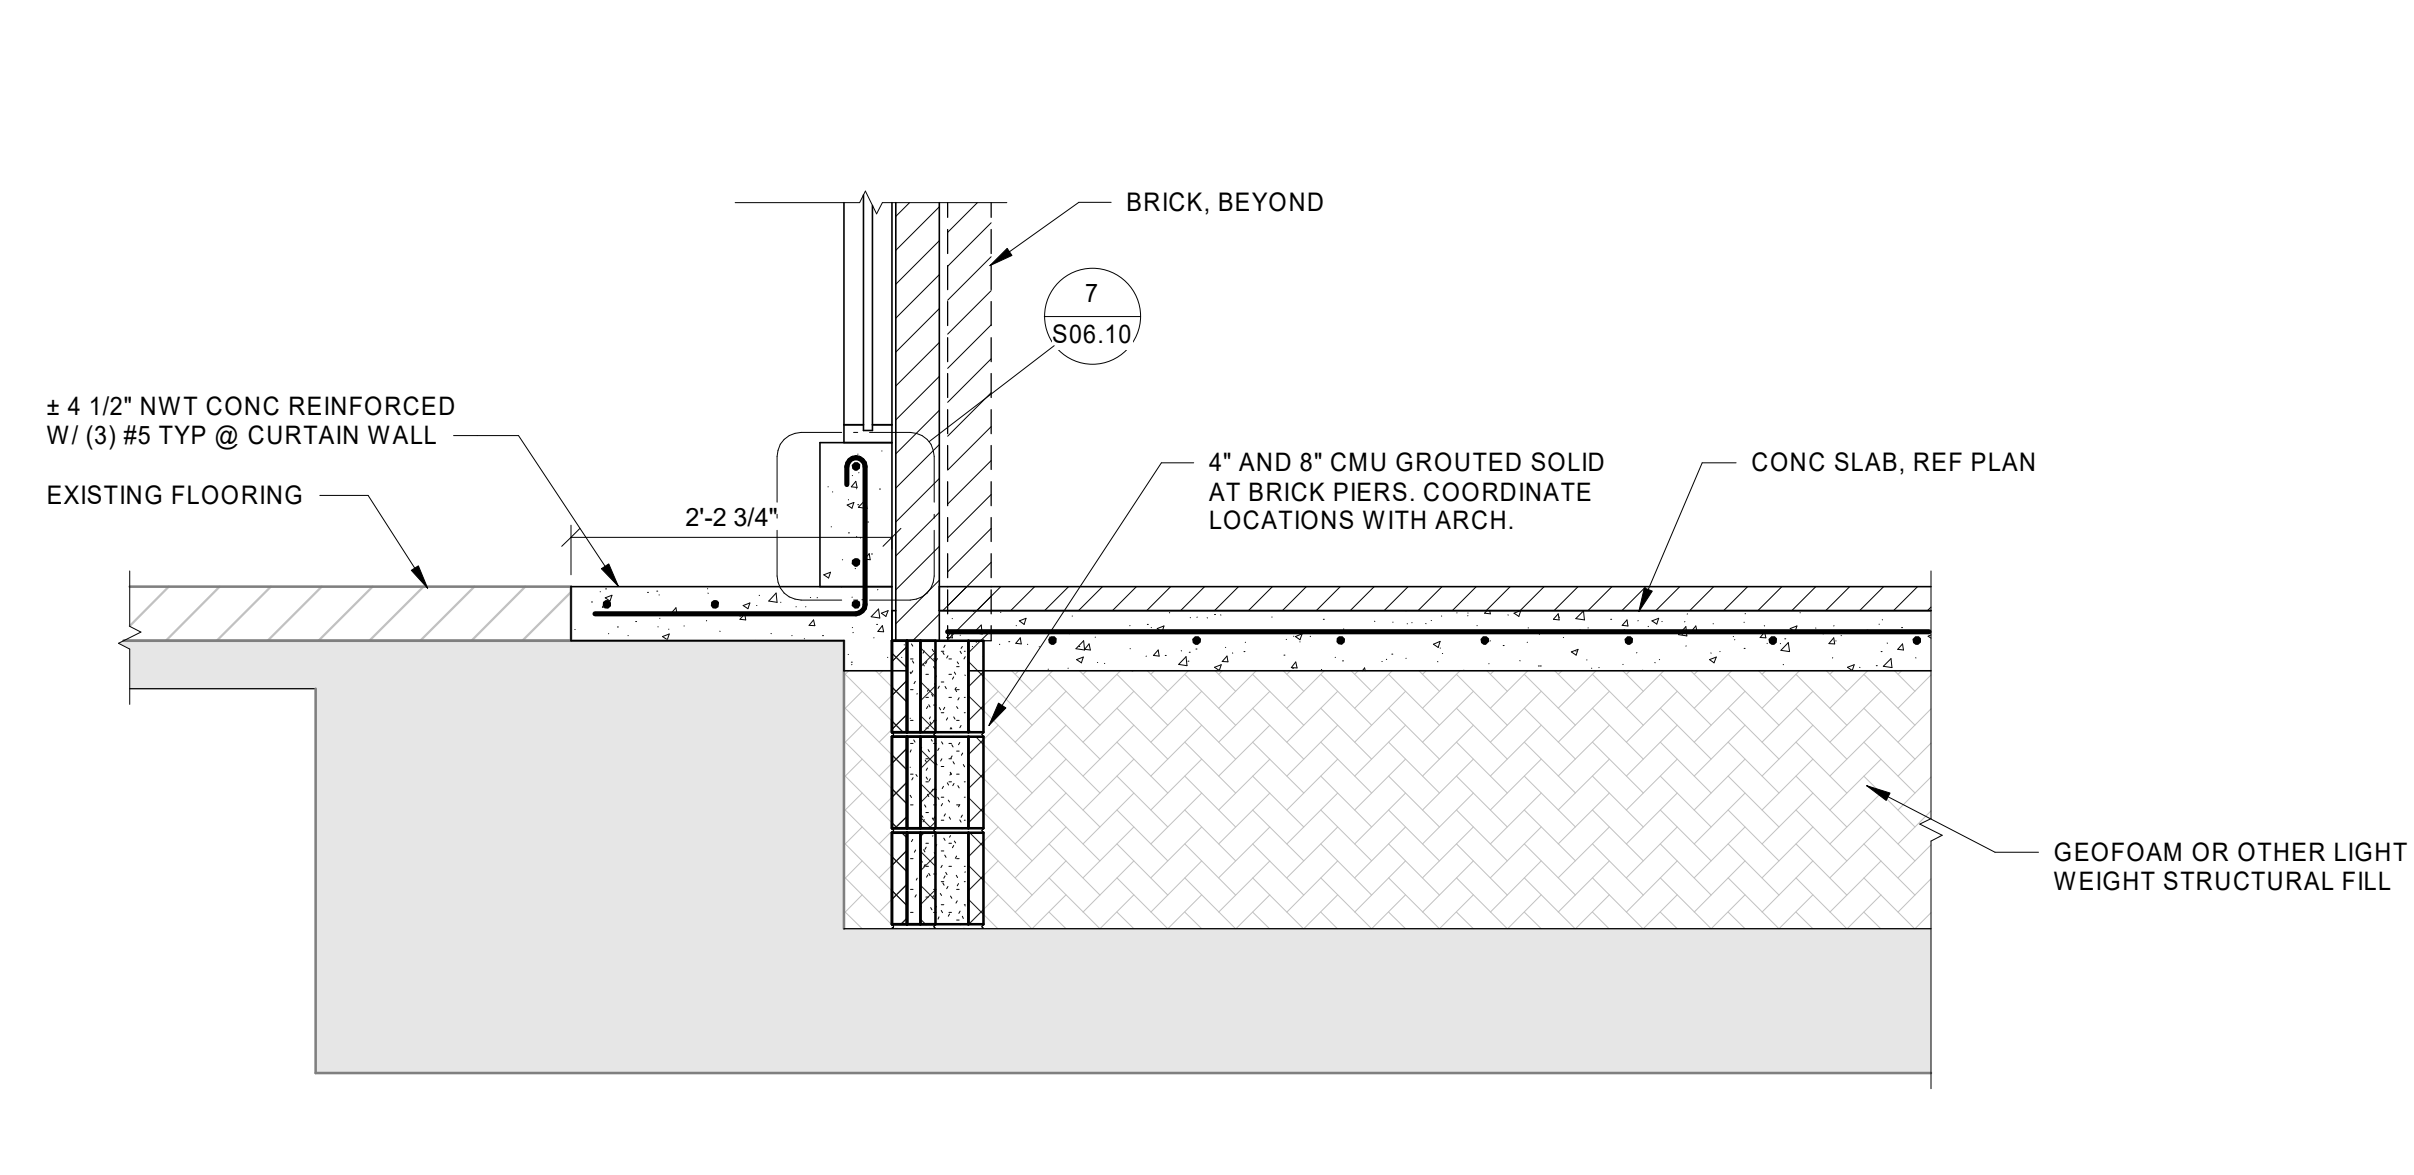 BRICK, BEYOND
7
S06.10
± 4 1/2" NWT CONC REINFORCED
W/ (3) #5 TYP @ CURTAIN WALL
EXISTING FLOORING
2'-2 3/4"
4" AND 8" CMU GROUTED SOLID
AT BRICK PIERS. COORDINATE
LOCATIONS WITH ARCH.
CONC SLAB, REF PLAN
GEOFOAM OR OTHER LIGHT
WEIGHT STRUCTURAL FILL